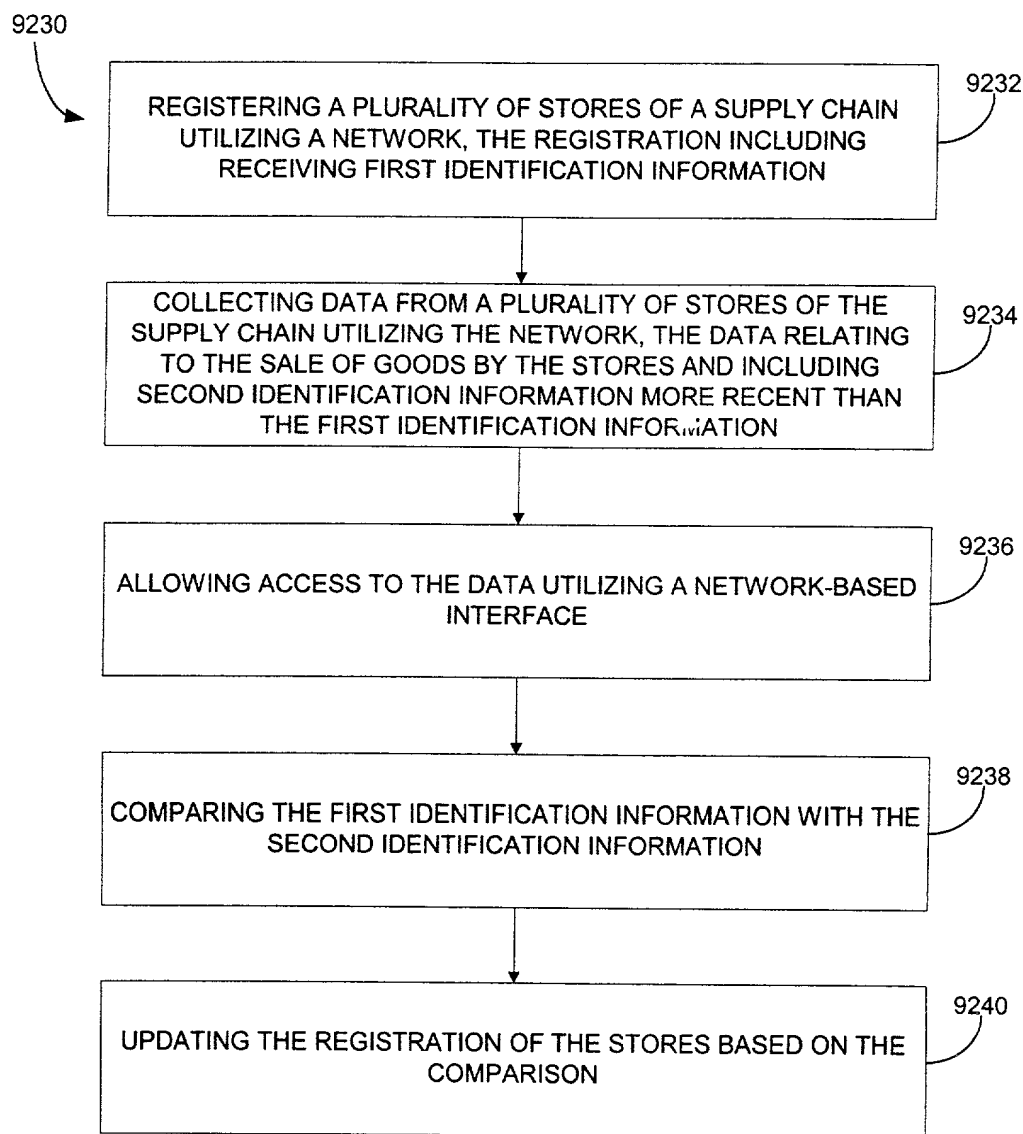 9230
REGISTERING A PLURALITY OF STORES OF A SUPPLY CHAIN
UTILIZING A NETWORK, THE REGISTRATION INCLUDING
RECEIVING FIRST IDENTIFICATION INFORMATION
9232
COLLECTING DATA FROM A PLURALITY OF STORES OF THE
SUPPLY CHAIN UTILIZING THE NETWORK, THE DATA RELATING
TO THE SALE OF GOODS BY THE STORES AND INCLUDING
SECOND IDENTIFICATION INFORMATION MORE RECENT THAN
THE FIRST IDENTIFICATION INFORMATION
9234
ALLOWING ACCESS TO THE DATA UTILIZING A NETWORK-BASED
INTERFACE
9236
COMPARING THE FIRST IDENTIFICATION INFORMATION WITH THE
SECOND IDENTIFICATION INFORMATION
9238
UPDATING THE REGISTRATION OF THE STORES BASED ON THE
COMPARISON
9240